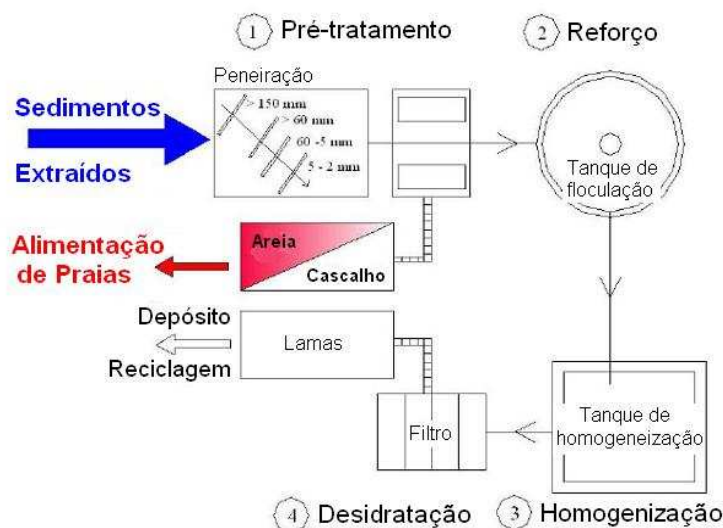 1 Pré-tratamento
2 Reforço
Peneiração
> 150 mm
> 60 mm
60 -5 mm
5 - 2 mm
Sedimentos
Extraídos
Tanque de
floculação
Areia
Cascalho
Alimentação
de Praias
Depósito
Reciclagem
Lamas
Filtro
Tanque de
homogeneização
4 Desidratação
3 Homogenização